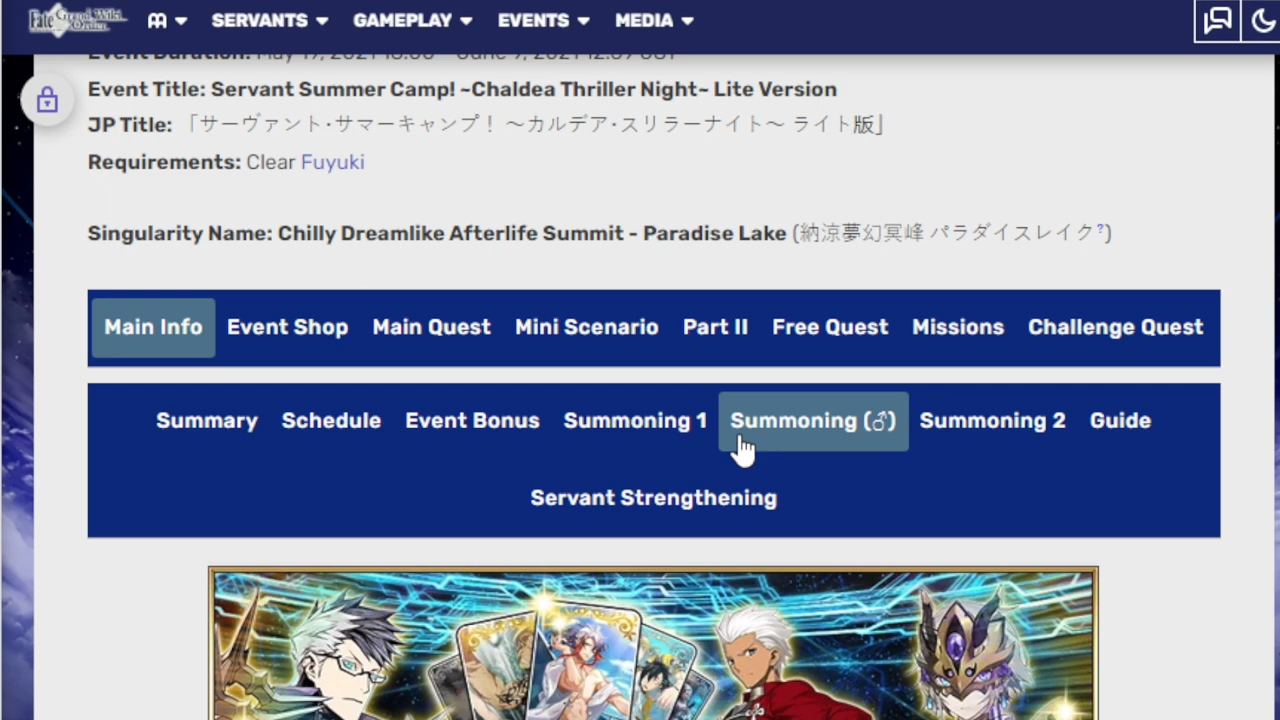 Fate Grand Wiki Order
SERVANTS GAMEPLAY EVENTS MEDIA
Event Title: Servant Summer Camp! ~Chaldea Thriller Night~ Lite Version
JP Title: 「サーヴァント･サマーキャンプ！ ～カルデア･スリラーナイト～ ライト版」
Requirements: Clear Fuyuki
Singularity Name: Chilly Dreamlike Afterlife Summit - Paradise Lake (納涼夢幻冥峰 パラダイスレイク?)
Main Info Event Shop Main Quest Mini Scenario Part II Free Quest Missions Challenge Quest
Summary Schedule Event Bonus Summoning 1 Summoning (♂) Summoning 2 Guide
Servant Strengthening